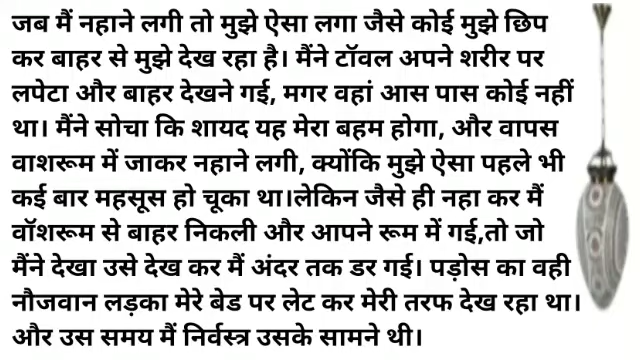 जब मैं नहाने लगी तो मुझे ऐसा लगा जैसे कोई मुझे छिप
कर बाहर से मुझे देख रहा है। मैंने टॉवल अपने शरीर पर
लपेटा और बाहर देखने गई, मगर वहां आस पास कोई नहीं
था। मैंने सोचा कि शायद यह मेरा बहम होगा, और वापस
वाशरूम में जाकर नहाने लगी, क्योंकि मुझे ऐसा पहले भी
कई बार महसूस हो चूका था।लेकिन जैसे ही नहा कर मैं
वॉशरूम से बाहर निकली और आपने रूम में गई,तो जो
मैंने देखा उसे देख कर मैं अंदर तक डर गई। पड़ोस का वही
नौजवान लड़का मेरे बेड पर लेट कर मेरी तरफ देख रहा था।
और उस समय मैं निर्वस्त्र उसके सामने थी।